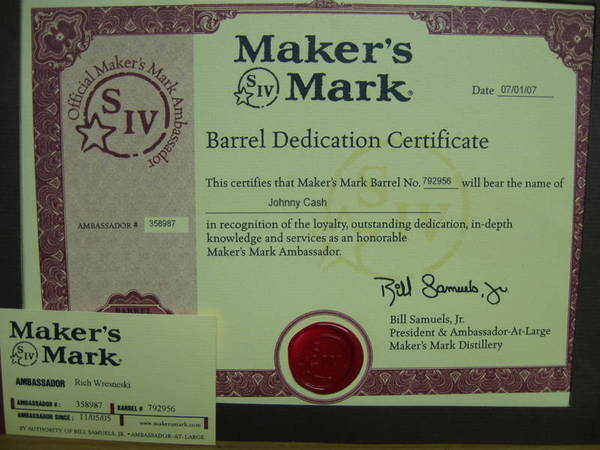 Official Maker's Mark Ambassador
S IV
Maker's
S IV Mark®
Date 07/01/07
Barrel Dedication Certificate
This certifies that Maker's Mark Barrel No. 792956 will bear the name of
Johnny Cash
AMBASSADOR # 358987
in recognition of the loyalty, outstanding dedication, in-depth
knowledge and services as an honorable
Maker's Mark Ambassador.
S IV
Bill Samuels, Jr.
Bill Samuels, Jr.
President & Ambassador-At-Large
Maker's Mark Distillery
BARREL
S IV
Maker's
S IV Mark®
AMBASSADOR Rich Wresneski
AMBASSADOR #: 358987 BARREL # 792956
AMBASSADOR SINCE: 11/05/05 www.makersmark.com
BY AUTHORITY OF BILL SAMUELS, JR. • AMBASSADOR-AT-LARGE